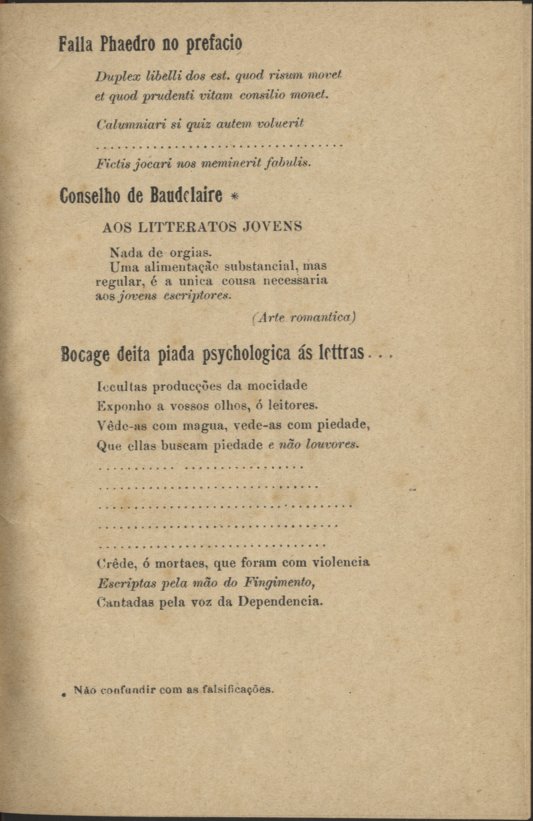 Falla Phaedro no prefacio
Duplex libelli dos est. quod risum movet
et quod prudenti vitam consilio monet.
Calumniari si quiz autem voluerit
. . . . . . . . . . . . . . . . . . . . . . . . . . . . . . . . . .
Fictis jocari nos meminerit fabulis.
Conselho de Baudelaire *
AOS LITTERATOS JOVENS
Nada de orgias.
Uma alimentação substancial, mas
regular, é a unica cousa necessaria
aos jovens escriptores.
(Arte romantica)
Bocage deita piada psychologica ás lettras . . .
Iccultas producções da mocidade
Exponho a vossos olhos, ó leitores.
Vêde-as com magua, vede-as com piedade,
Que ellas buscam piedade e não louvores.
. . . . . . . . . . . . . . . . . . . . . . . . . . .
. . . . . . . . . . . . . . . . . . . . . . . . . . . . . .
. . . . . . . . . . . . . . . . . . . . . . . . . . . . . . . . . .
. . . . . . . . . . . . . . . . . . . . . . . . . . . . . . . .
. . . . . . . . . . . . . . . . . . . . . . . . . . . . . . .
Crêde, ó mortaes, que foram com violencia
Escriptas pela mão do Fingimento,
Cantadas pela voz da Dependencia.
* Não confundir com as falsificações.